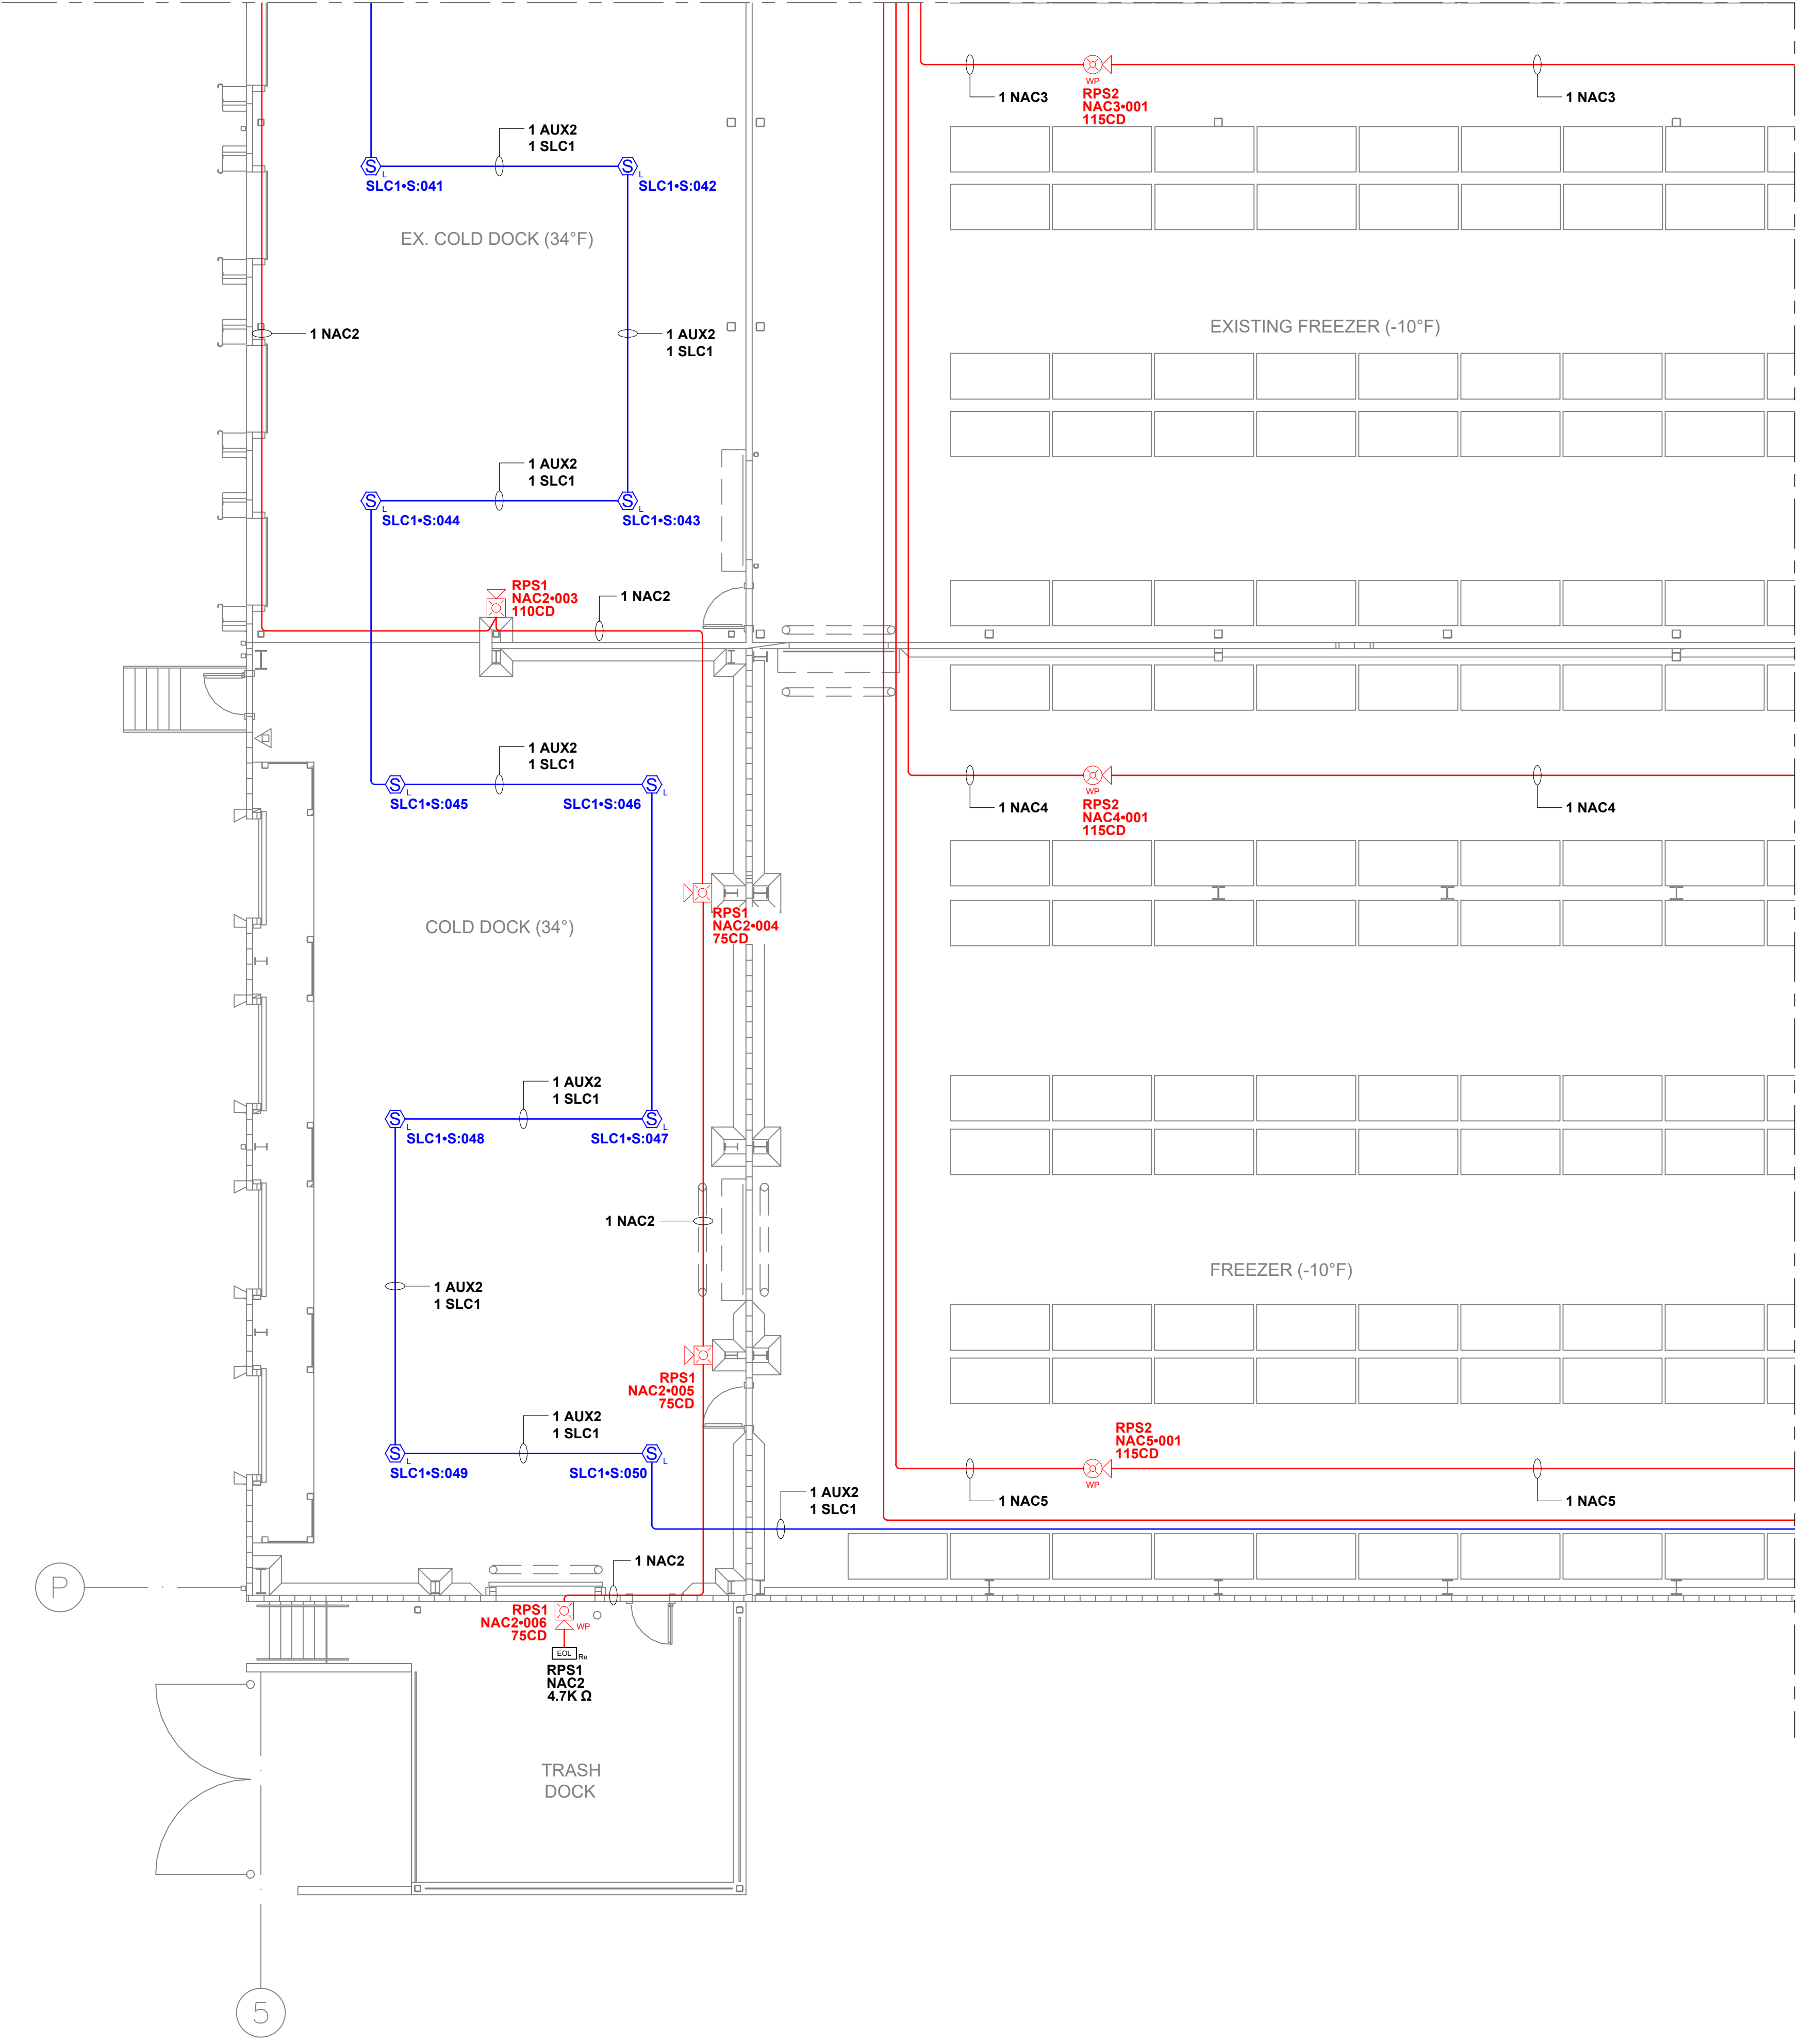 1 NAC3
WP
RPS2
NAC3•001
115CD
1 NAC3
1 AUX2
1 SLC1
S
L
SLC1•S:041
S
L
SLC1•S:042
EX. COLD DOCK (34°F)
EXISTING FREEZER (-10°F)
1 NAC2
1 AUX2
1 SLC1
1 AUX2
1 SLC1
S
L
SLC1•S:044
S
L
SLC1•S:043
RPS1
NAC2•003
110CD
1 NAC2
1 AUX2
1 SLC1
S
L
SLC1•S:045
S
L
SLC1•S:046
1 NAC4
WP
RPS2
NAC4•001
115CD
1 NAC4
COLD DOCK (34°)
RPS1
NAC2•004
75CD
1 AUX2
1 SLC1
S
L
SLC1•S:048
S
L
SLC1•S:047
1 NAC2
1 AUX2
1 SLC1
FREEZER (-10°F)
RPS1
NAC2•005
75CD
1 AUX2
1 SLC1
S
L
SLC1•S:049
S
L
SLC1•S:050
RPS2
NAC5•001
115CD
WP
1 NAC5
1 NAC5
1 AUX2
1 SLC1
1 NAC2
P
RPS1
NAC2•006
75CD
WP
EOL
Re
RPS1
NAC2
4.7K Ω
TRASH
DOCK
5